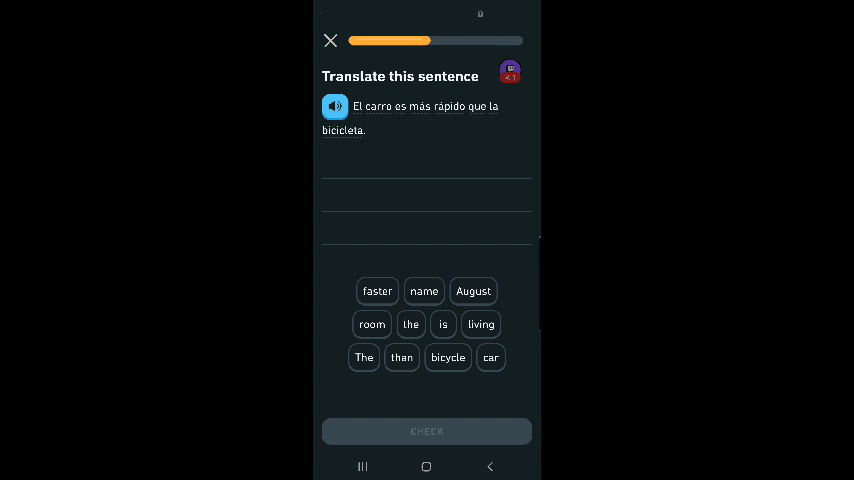 Translate this sentence
El carro es más rápido que la
bicicleta.
faster name August
room the is living
The than bicycle car
CHECK